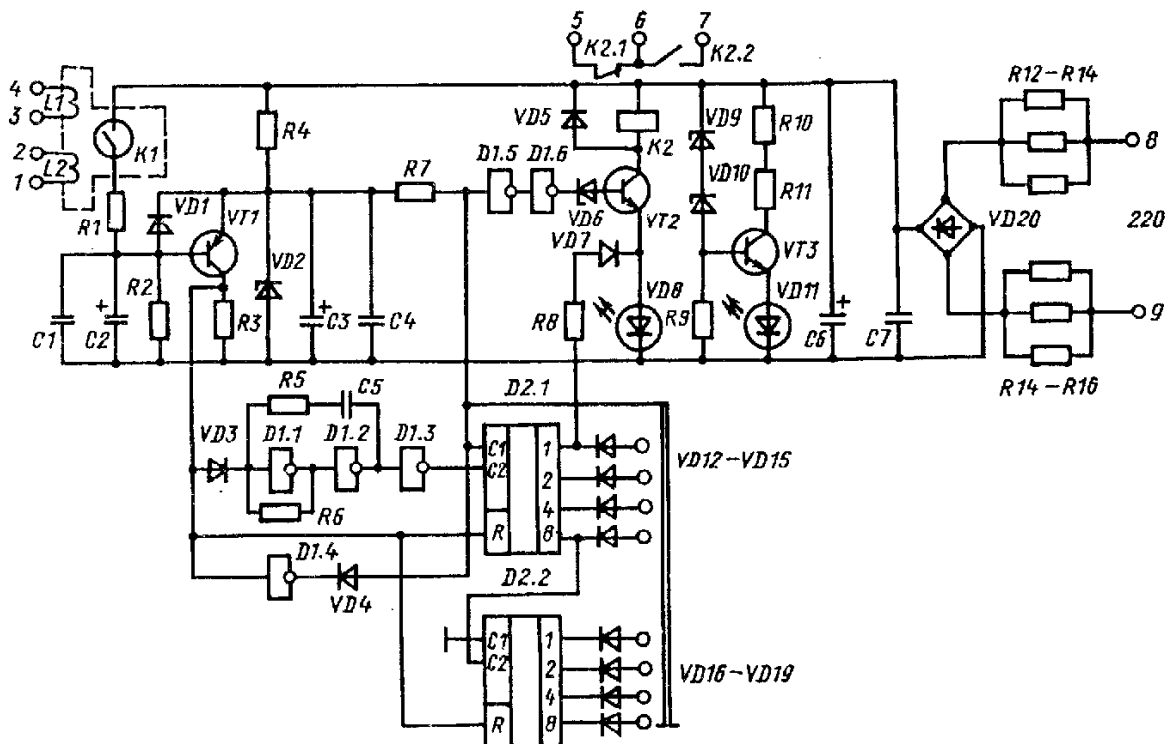 5 6 7
K2.1 K2.2
4 L1
3
2 L2
1
K1
R4
VD5
K2
VD9
R10
R12-R14
8
R7
D1.5 D1.6
VD10
R11
VD20
220
R1
VD1
VT1
VD6
VT2
VD7
VT3
VD2
R2
R3
+ C3
C4
R8
VD8
R9
VD11
+ C6
C7
9
C1
+ C2
R14-R16
R5 C5
D2.1
VD3
D1.1
D1.2
D1.3
C1 1
C2 2
4
R 8
VD12-VD15
R6
D1.4
VD4
D2.2
C1 1
C2 2
4
R 8
VD16-VD19